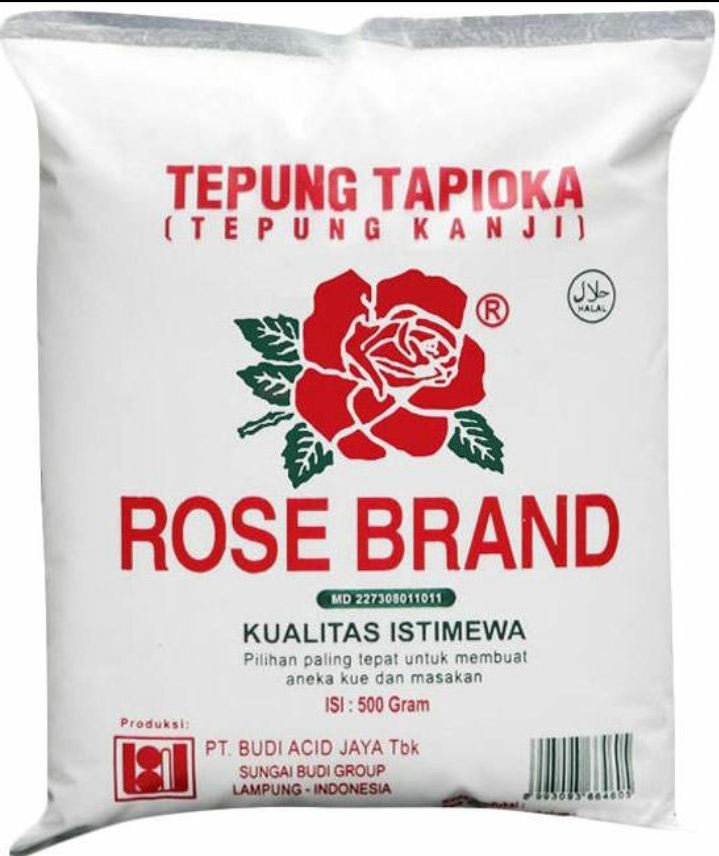 TEPUNG TAPIOKA
(TEPUNG KANJI)
®
حلال
HALAL
ROSE BRAND
MD 227308011011
KUALITAS ISTIMEWA
Pilihan paling tepat untuk membuat
aneka kue dan masakan
ISI : 500 Gram
Produksi:
PT. BUDI ACID JAYA Tbk
SUNGAI BUDI GROUP
LAMPUNG - INDONESIA